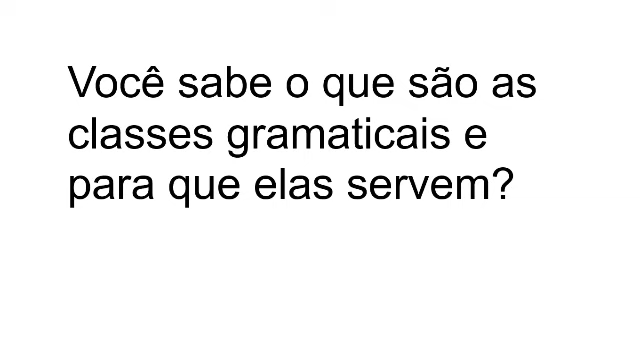 Você sabe o que são as
classes gramaticais e
para que elas servem?